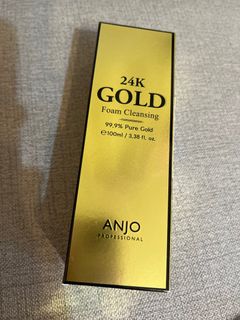 24K
GOLD
Foam Cleansing
99.9% Pure Gold
℮100ml / 3.38 fl. oz.
ANJO
PROFESSIONAL